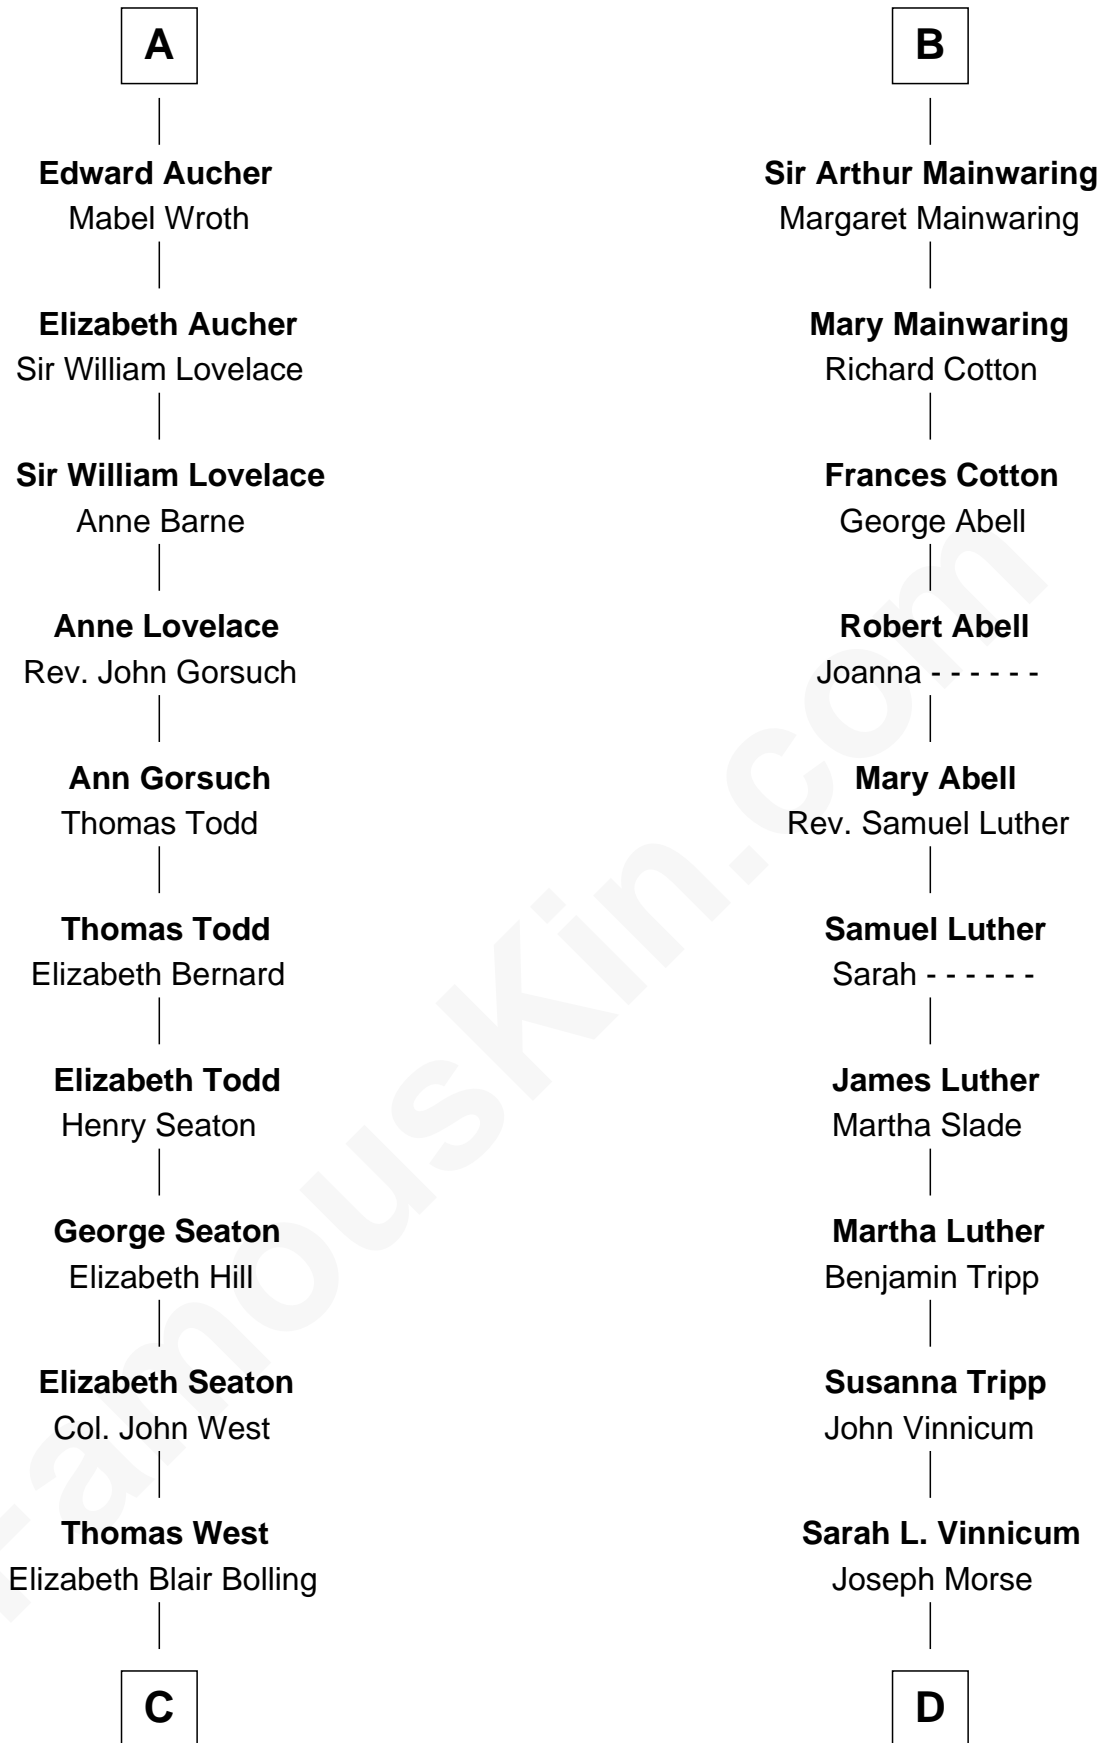 A
Edward Aucher
Mabel Wroth
Elizabeth Aucher
Sir William Lovelace
Sir William Lovelace
Anne Barne
Anne Lovelace
Rev. John Gorsuch
Ann Gorsuch
Thomas Todd
Thomas Todd
Elizabeth Bernard
Elizabeth Todd
Henry Seaton
George Seaton
Elizabeth Hill
Elizabeth Seaton
Col. John West
Thomas West
Elizabeth Blair Bolling
C
B
Sir Arthur Mainwaring
Margaret Mainwaring
Mary Mainwaring
Richard Cotton
Frances Cotton
George Abell
Robert Abell
Joanna - - - - - -
Mary Abell
Rev. Samuel Luther
Samuel Luther
Sarah - - - - - -
James Luther
Martha Slade
Martha Luther
Benjamin Tripp
Susanna Tripp
John Vinnicum
Sarah L. Vinnicum
Joseph Morse
D
FamousKin.com